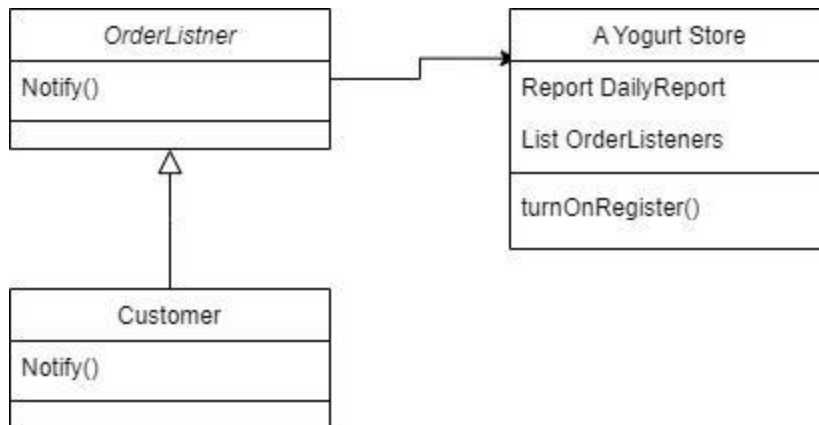 OrderListner
Notify()
A Yogurt Store
Report DailyReport
List OrderListeners
turnOnRegister()
Customer
Notify()